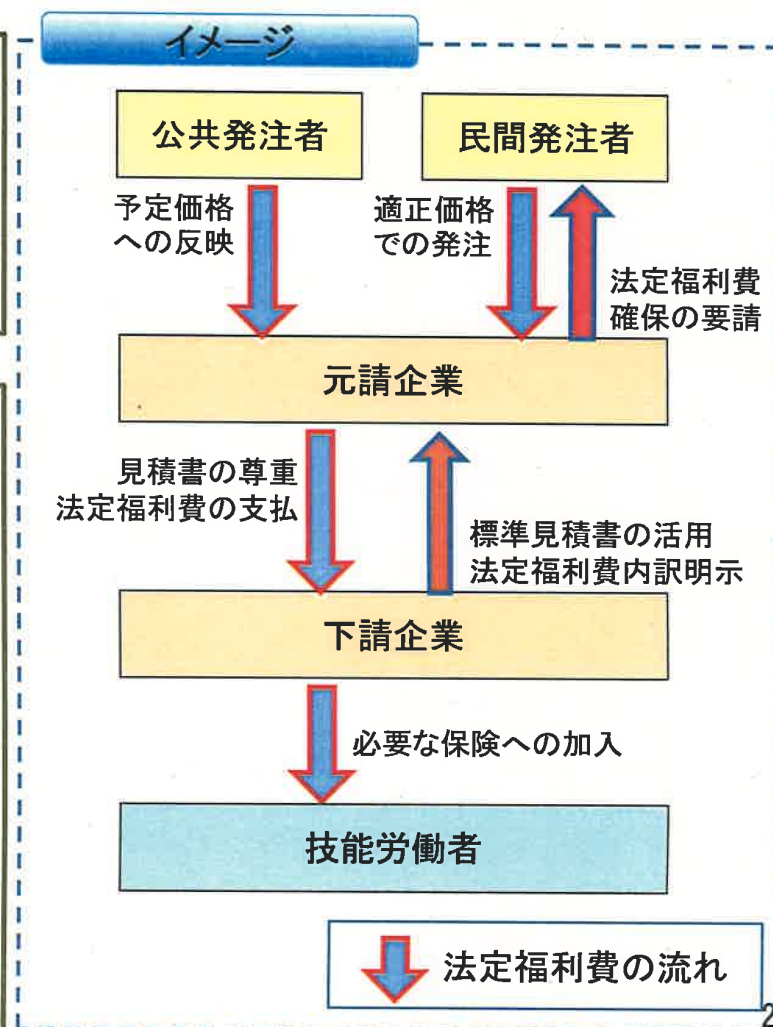 イメージ
公共発注者
民間発注者
予定価格
への反映
適正価格
での発注
法定福利費
確保の要請
元請企業
見積書の尊重
法定福利費の支払
標準見積書の活用
法定福利費内訳明示
下請企業
必要な保険への加入
技能労働者
法定福利費の流れ
2